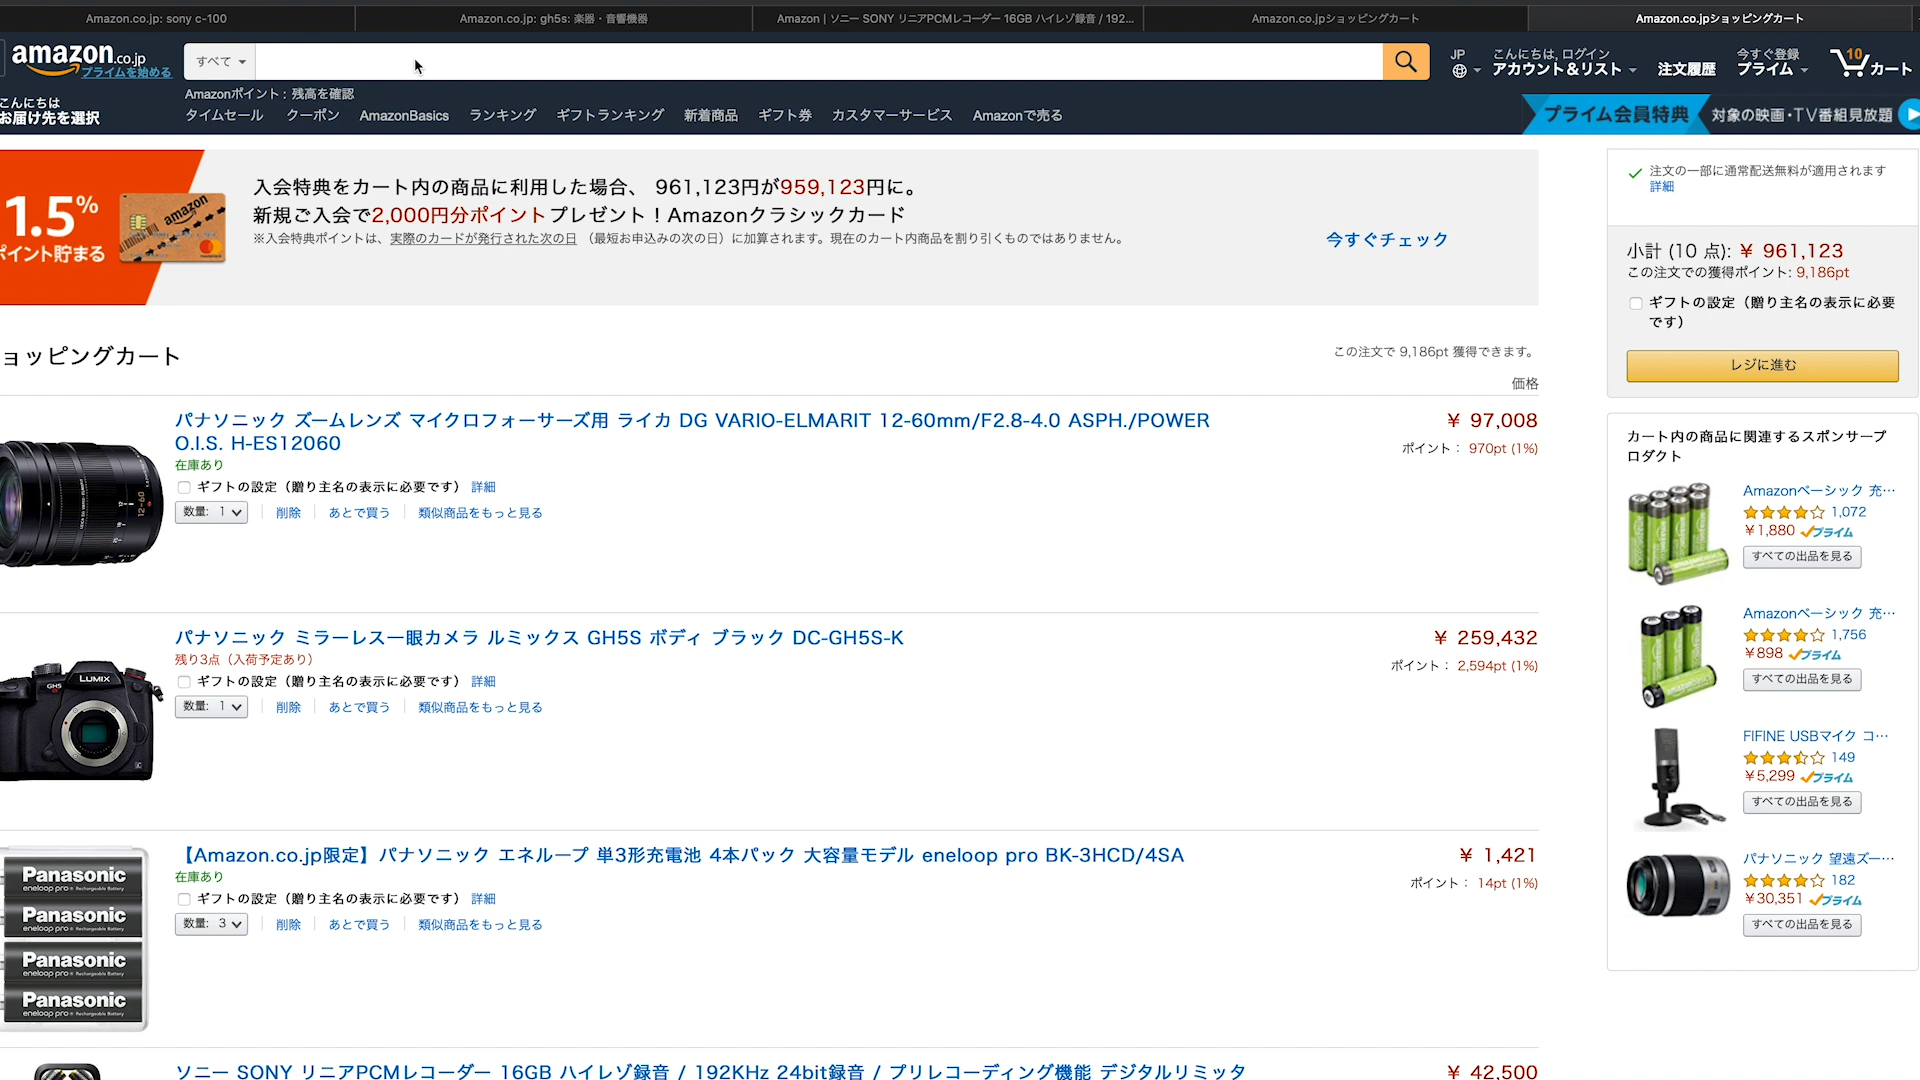 Amazon.co.jp: sony c-100
Amazon.co.jp: gh5s: 楽器・音響機器
Amazon | ソニー SONY リニアPCMレコーダー 16GB ハイレゾ録音 / 192...
Amazon.co.jpショッピングカート
Amazon.co.jpショッピングカート
amazon.co.jp
プライムを始める
すべて
JP
こんにちは, ログイン
アカウント&リスト
注文履歴
今すぐ登録
プライム
10
カート
こんにちは
お届け先を選択
Amazonポイント：残高を確認
タイムセール クーポン AmazonBasics ランキング ギフトランキング 新着商品 ギフト券 カスタマーサービス Amazonで売る
プライム会員特典 対象の映画・TV番組見放題
1.5%
ポイント貯まる
amazon
入会特典をカート内の商品に利用した場合、 961,123円が959,123円に。
新規ご入会で2,000円分ポイントプレゼント！Amazonクラシックカード
※入会特典ポイントは、実際のカードが発行された次の日 （最短お申込みの次の日）に加算されます。現在のカート内商品を割り引くものではありません。
今すぐチェック
注文の一部に通常配送無料が適用されます
詳細
小計 (10 点): ￥ 961,123
この注文での獲得ポイント: 9,186pt
ギフトの設定（贈り主名の表示に必要
です）
レジに進む
ョッピングカート
この注文で 9,186pt 獲得できます。
価格
パナソニック ズームレンズ マイクロフォーサーズ用 ライカ DG VARIO-ELMARIT 12-60mm/F2.8-4.0 ASPH./POWER
O.I.S. H-ES12060
￥ 97,008
ポイント： 970pt (1%)
在庫あり
ギフトの設定（贈り主名の表示に必要です） 詳細
数量: 1 削除 あとで買う 類似商品をもっと見る
12-60
パナソニック ミラーレス一眼カメラ ルミックス GH5S ボディ ブラック DC-GH5S-K
￥ 259,432
ポイント： 2,594pt (1%)
残り3点（入荷予定あり）
ギフトの設定（贈り主名の表示に必要です） 詳細
数量: 1 削除 あとで買う 類似商品をもっと見る
LUMIX
GH5
【Amazon.co.jp限定】パナソニック エネループ 単3形充電池 4本パック 大容量モデル eneloop pro BK-3HCD/4SA
￥ 1,421
ポイント： 14pt (1%)
在庫あり
ギフトの設定（贈り主名の表示に必要です） 詳細
数量: 3 削除 あとで買う 類似商品をもっと見る
Panasonic
eneloop pro Rechargeable Battery
Panasonic
eneloop pro Rechargeable Battery
Panasonic
eneloop pro Rechargeable Battery
Panasonic
eneloop pro Rechargeable Battery
ソニー SONY リニアPCMレコーダー 16GB ハイレゾ録音 / 192KHz 24bit録音 / プリレコーディング機能 デジタルリミッタ
￥ 42,500
カート内の商品に関連するスポンサープ
ロダクト
Amazonベーシック 充…
1,072
￥1,880 プライム
すべての出品を見る
Amazonベーシック 充…
1,756
￥898 プライム
すべての出品を見る
FIFINE USBマイク コ…
149
￥5,299 プライム
すべての出品を見る
パナソニック 望遠ズー…
182
￥30,351 プライム
すべての出品を見る